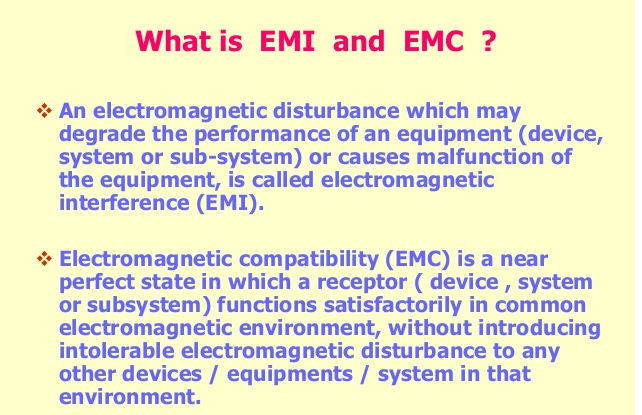 What is EMI and EMC ?
❖ An electromagnetic disturbance which may
degrade the performance of an equipment (device,
system or sub-system) or causes malfunction of
the equipment, is called electromagnetic
interference (EMI).
❖ Electromagnetic compatibility (EMC) is a near
perfect state in which a receptor ( device , system
or subsystem) functions satisfactorily in common
electromagnetic environment, without introducing
intolerable electromagnetic disturbance to any
other devices / equipments / system in that
environment.